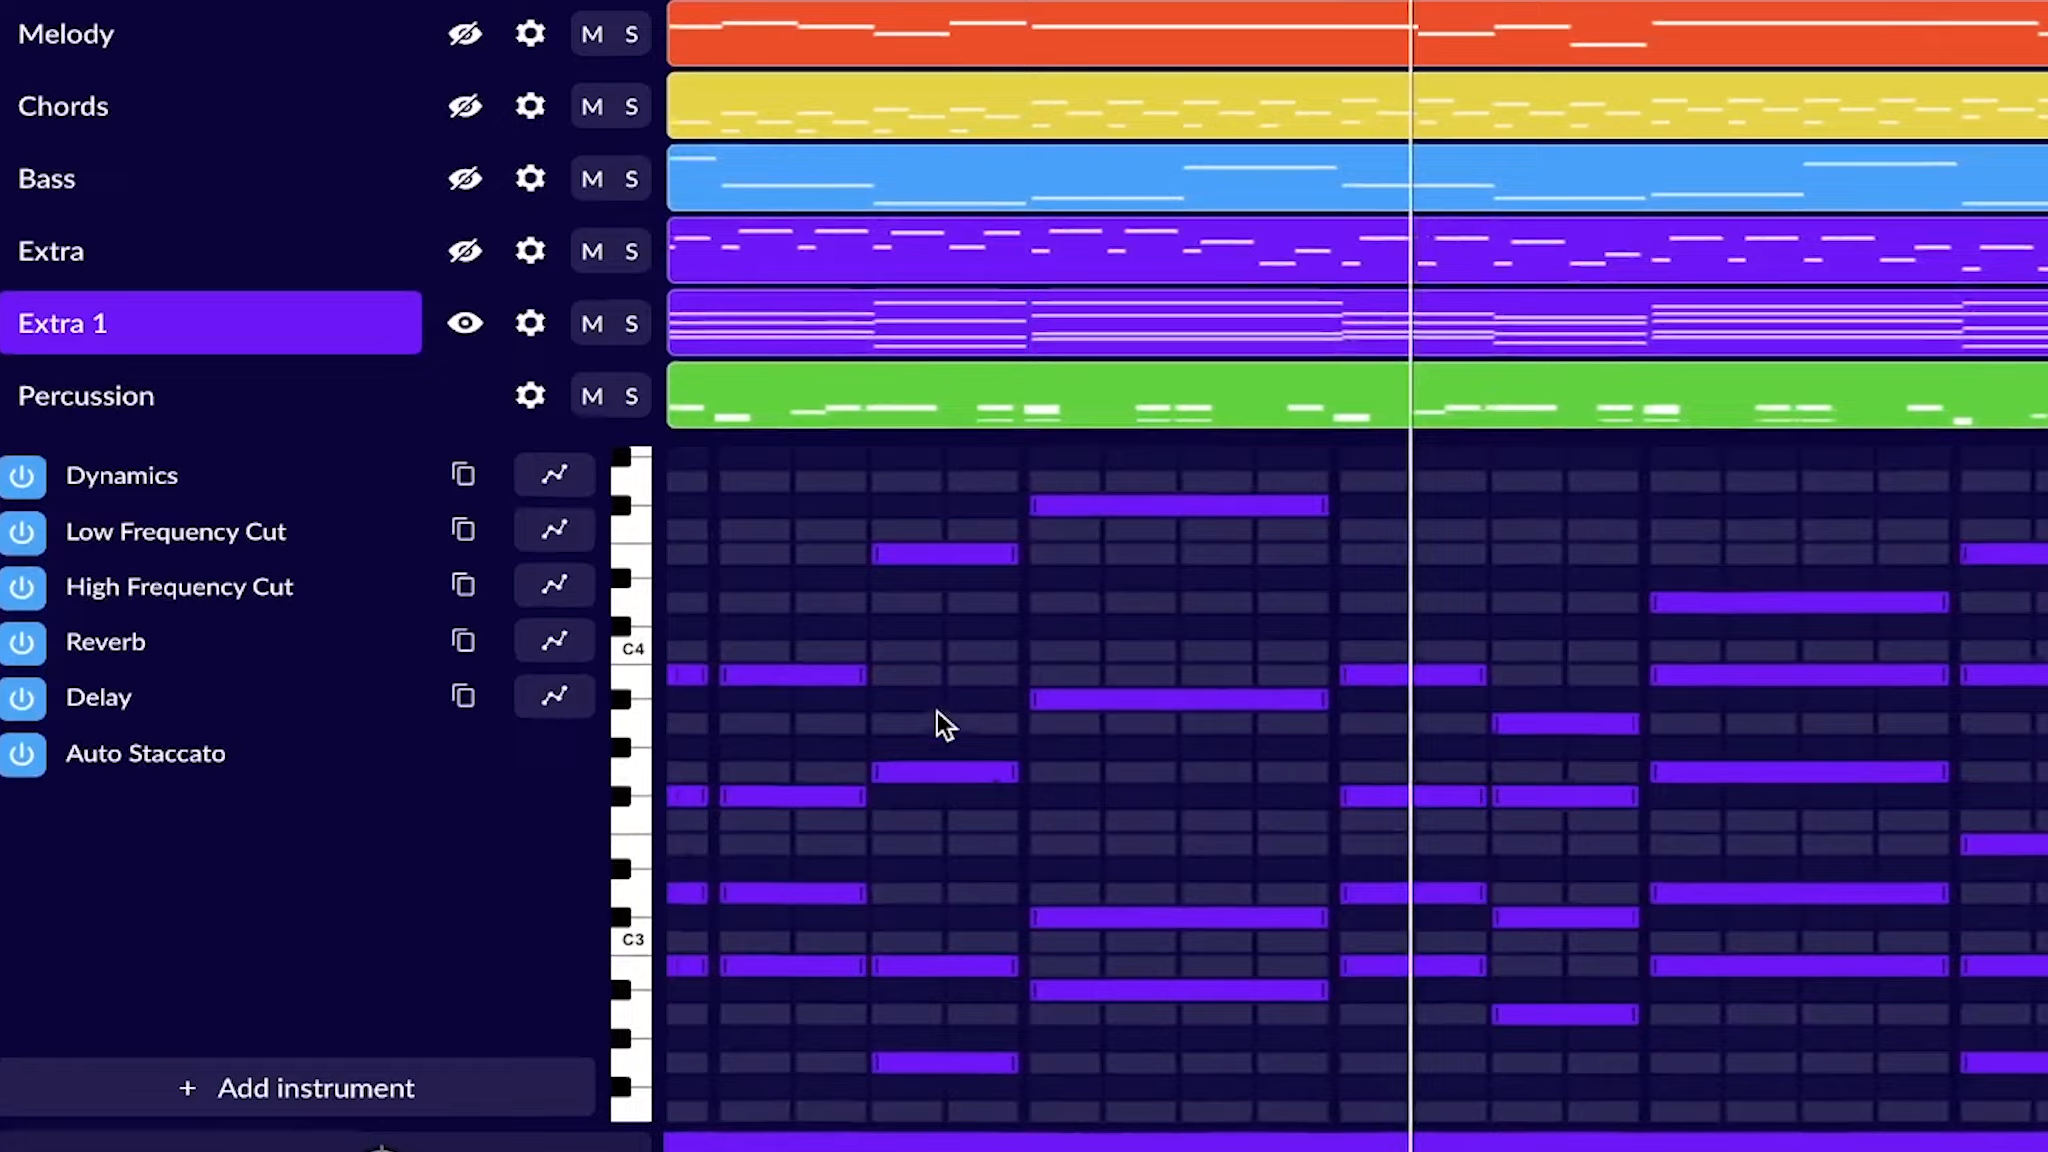 Melody M S
Chords M S
Bass M S
Extra M S
Extra 1 M S
Percussion M S
Dynamics
Low Frequency Cut
High Frequency Cut
Reverb
C4
Delay
Auto Staccato
C3
+ Add instrument